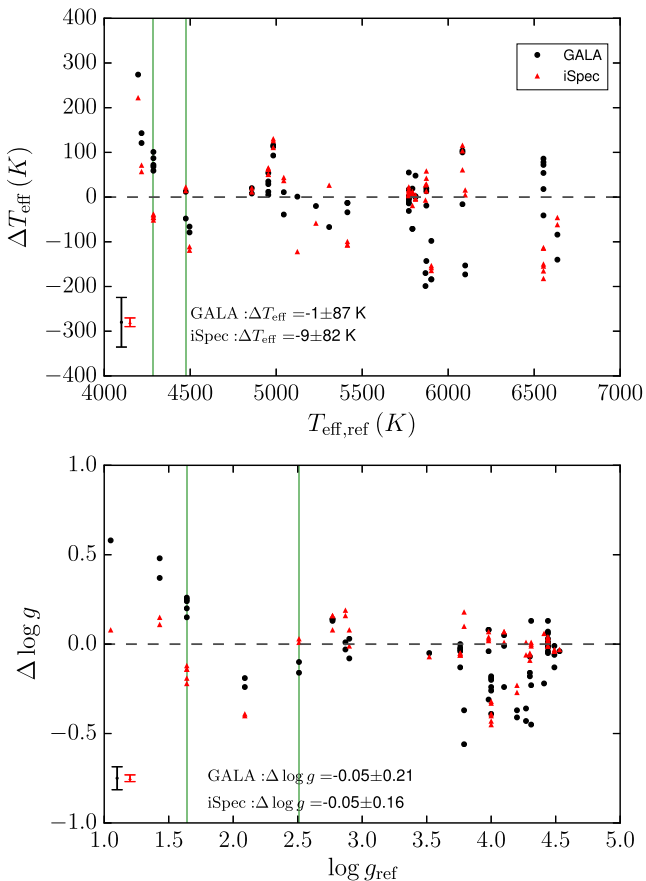 400
300
200
100
0
−100
−200
−300
−400
ΔT_eff (K)
GALA
iSpec
GALA :ΔT_eff =-1±87 K
iSpec :ΔT_eff =-9±82 K
4000 4500 5000 5500 6000 6500 7000
T_eff,ref (K)
1.0
0.5
0.0
−0.5
−1.0
Δ log g
GALA :Δ log g =-0.05±0.21
iSpec :Δ log g =-0.05±0.16
1.0 1.5 2.0 2.5 3.0 3.5 4.0 4.5 5.0
log g_ref